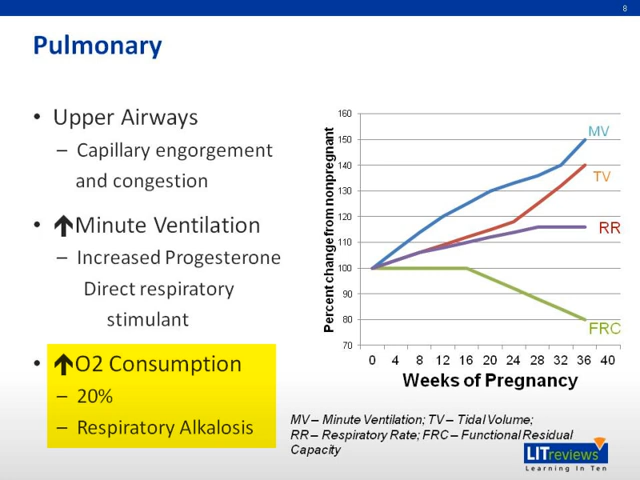 8
Pulmonary
• Upper Airways
– Capillary engorgement
and congestion
• ↑Minute Ventilation
– Increased Progesterone
Direct respiratory
stimulant
• ↑O2 Consumption
– 20%
– Respiratory Alkalosis
Percent change from nonpregnant
160
150
140
130
120
110
100
90
80
70
MV
TV
RR
FRC
0 4 8 12 16 20 24 28 32 36 40
Weeks of Pregnancy
MV – Minute Ventilation; TV – Tidal Volume;
RR – Respiratory Rate; FRC – Functional Residual
Capacity
LITreviews
Learning In Ten